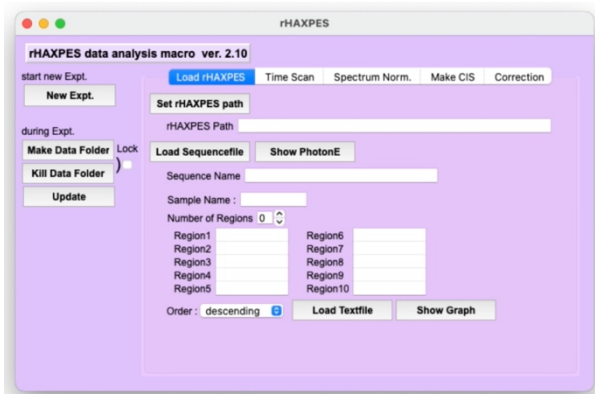 rHAXPES
rHAXPES data analysis macro ver. 2.10
start new Expt.
New Expt.
during Expt.
Make Data Folder Lock
Kill Data Folder )
Update
Load rHAXPES Time Scan Spectrum Norm. Make CIS Correction
Set rHAXPES path
rHAXPES Path
Load Sequencefile Show PhotonE
Sequence Name
Sample Name :
Number of Regions 0
Region1 Region6
Region2 Region7
Region3 Region8
Region4 Region9
Region5 Region10
Order : descending Load Textfile Show Graph